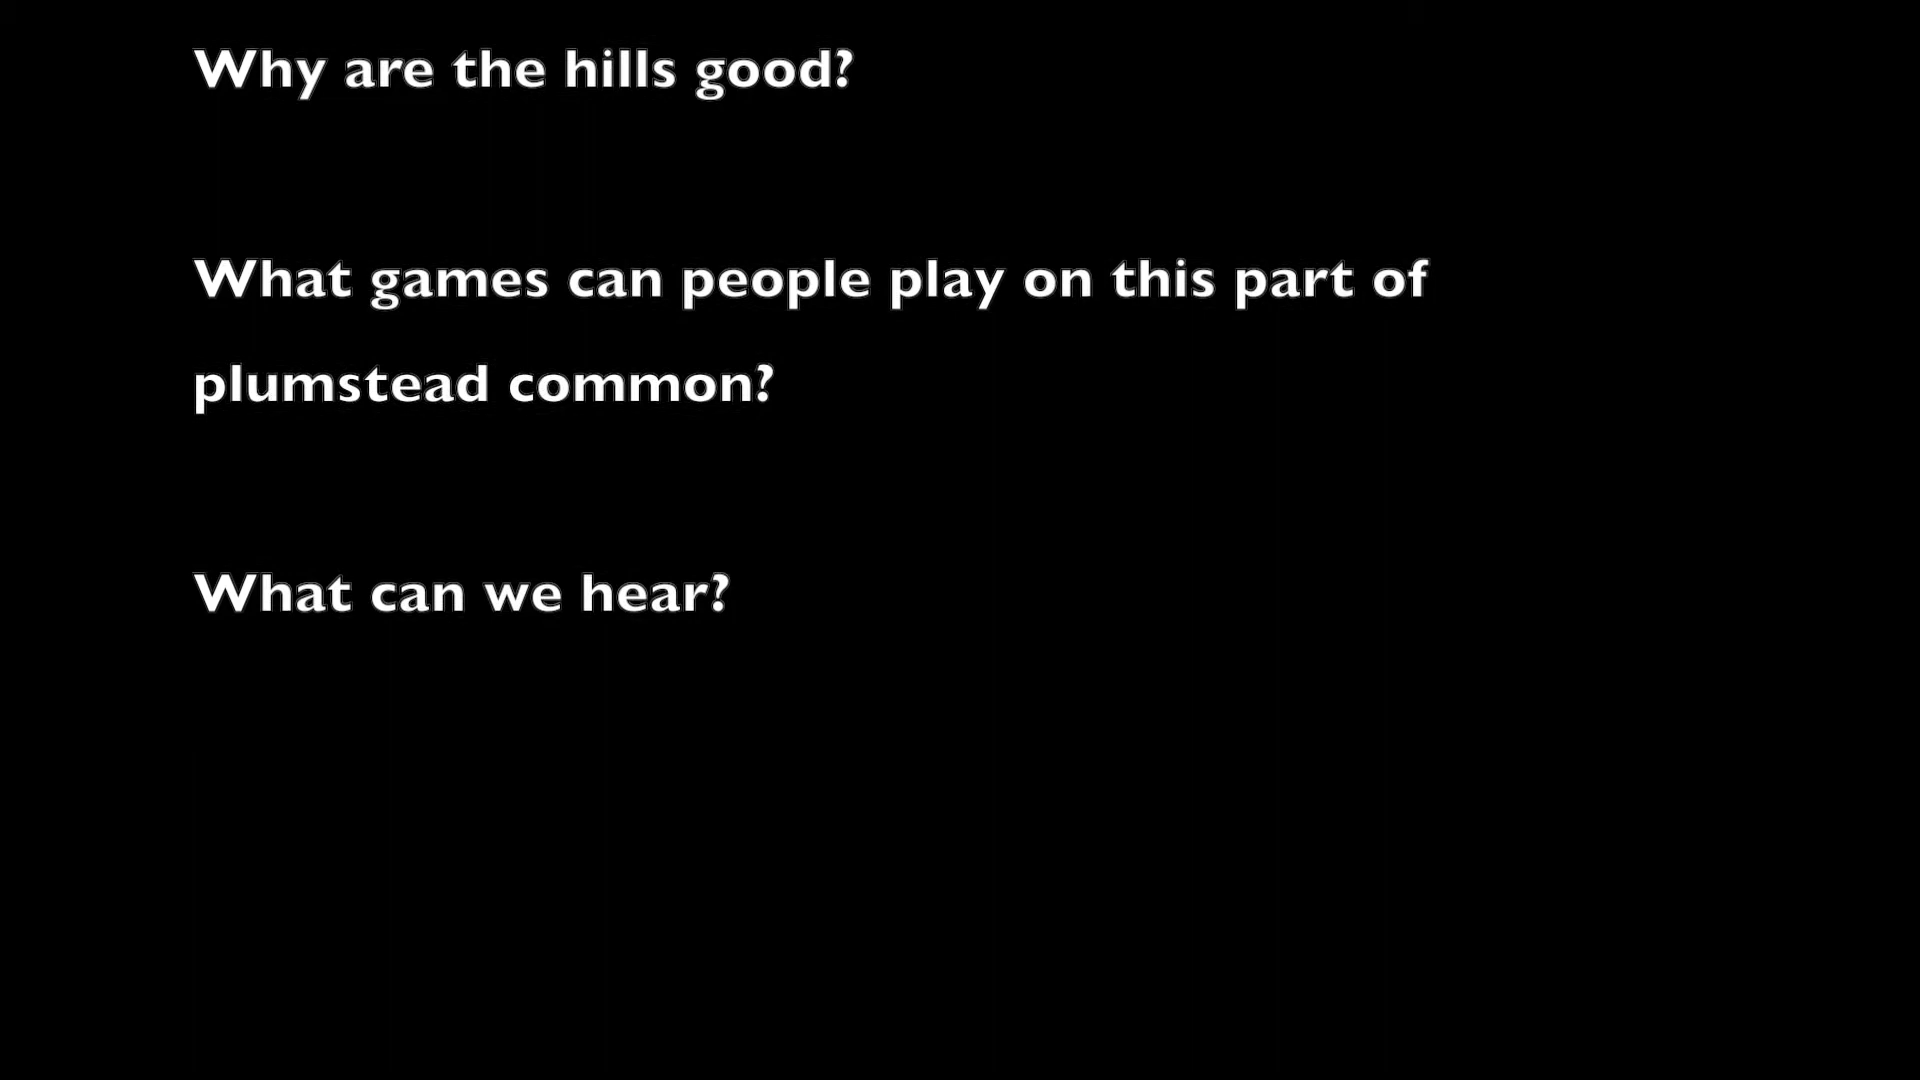 Why are the hills good?
What games can people play on this part of
plumstead common?
What can we hear?